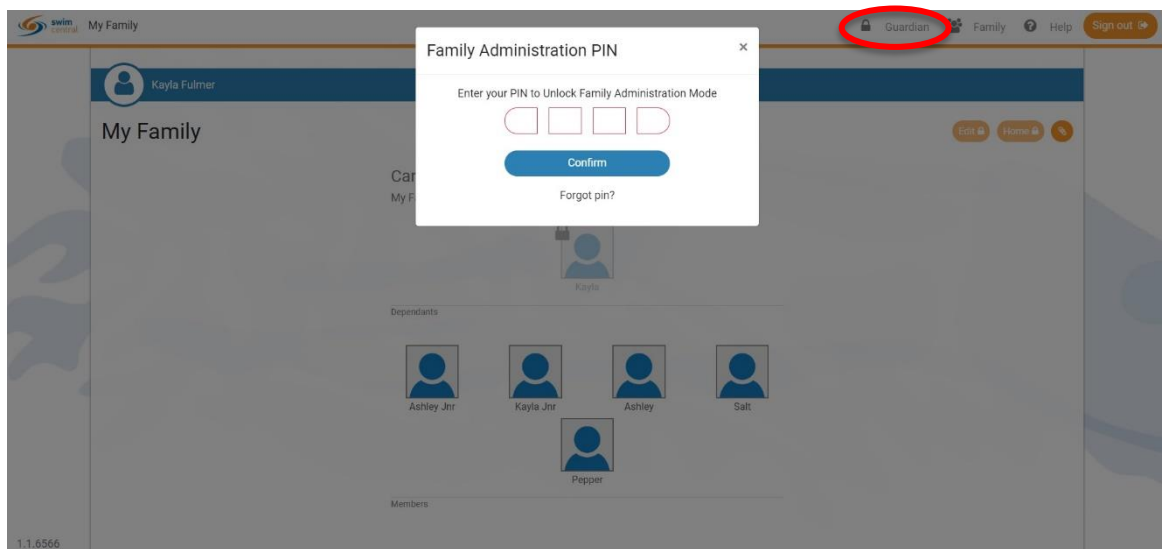 swim
central
My Family
Guardian
Family
Help
Sign out
Family Administration PIN
×
Kayla Fulmer
Enter your PIN to Unlock Family Administration Mode
My Family
Edit
Home
Confirm
Car
My F
Forgot pin?
Kayla
Dependants
Ashley Jnr
Kayla Jnr
Ashley
Salt
Pepper
Members
1.1.6566